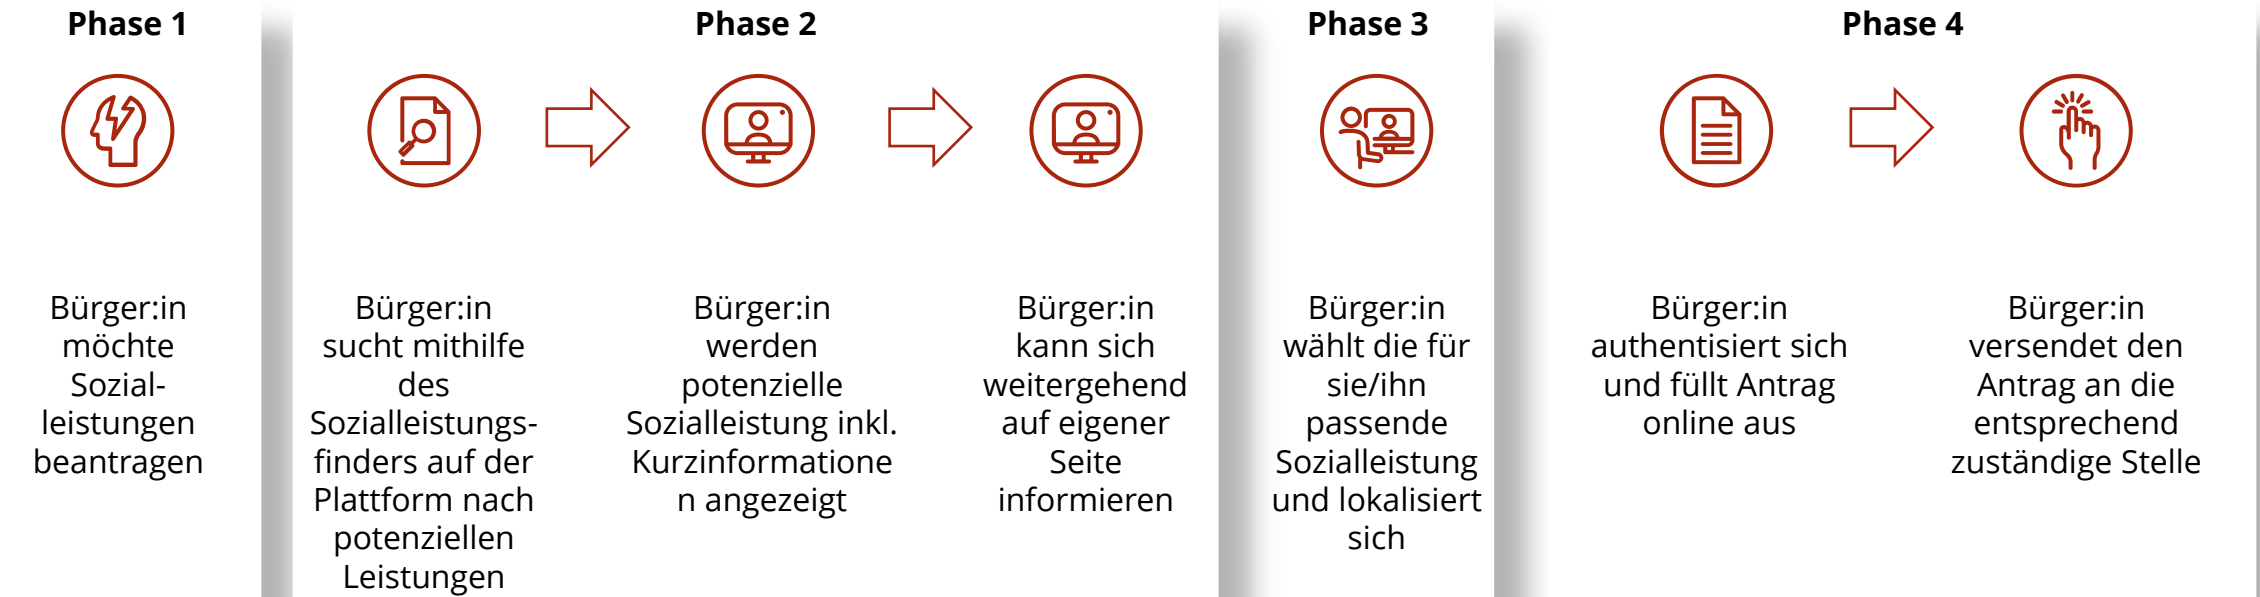 Phase 1
Bürger:in
möchte
Sozial-
leistungen
beantragen
Phase 2
Bürger:in
sucht mithilfe
des
Sozialleistungs-
finders auf der
Plattform nach
potenziellen
Leistungen
Bürger:in
werden
potenzielle
Sozialleistung inkl.
Kurzinformatione
n angezeigt
Bürger:in
kann sich
weitergehend
auf eigener
Seite
informieren
Phase 3
Bürger:in
wählt die für
sie/ihn
passende
Sozialleistung
und lokalisiert
sich
Phase 4
Bürger:in
authentisiert sich
und füllt Antrag
online aus
Bürger:in
versendet den
Antrag an die
entsprechend
zuständige Stelle